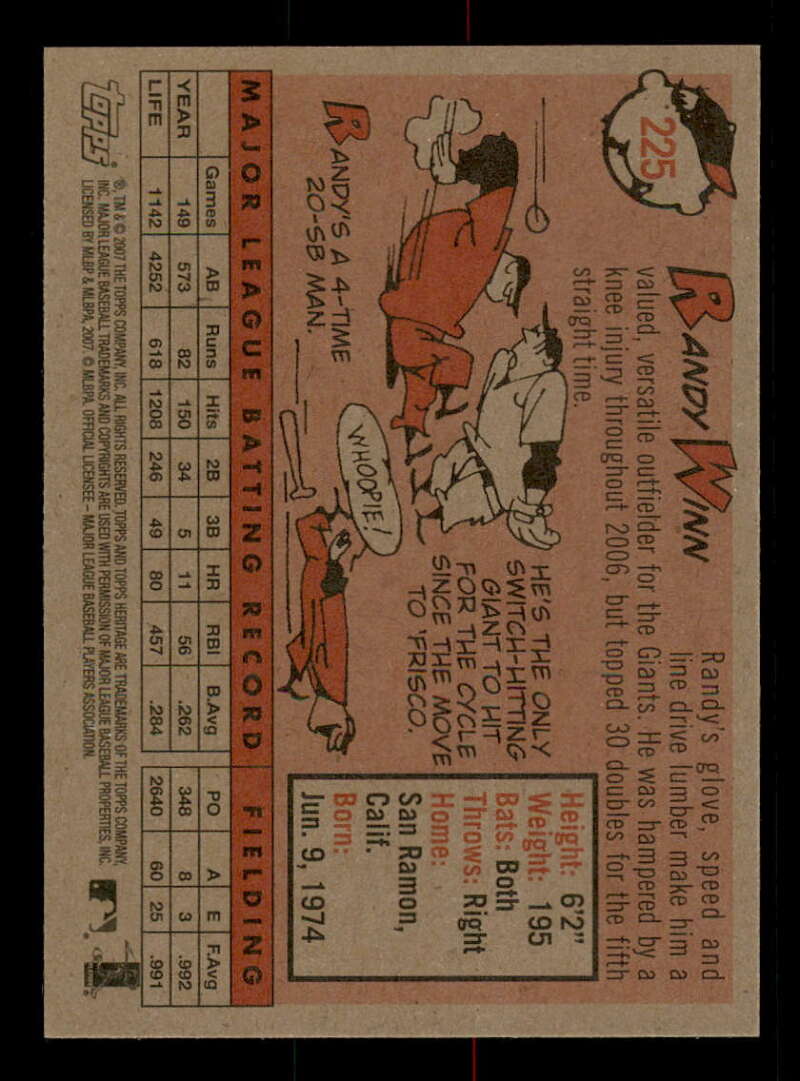 225
RANDY WINN
Randy's glove, speed and
line drive lumber make him a
valued, versatile outfielder for the Giants. He was hampered by a
knee injury throughout 2006, but topped 30 doubles for the fifth
straight time.
RANDY'S A 4-TIME
20-SB MAN.
HE'S THE ONLY
SWITCH-HITTING
GIANT TO HIT
FOR THE CYCLE
SINCE THE MOVE
TO 'FRISCO.
WHOOPIE!
Height: 6'2"
Weight: 195
Bats: Both
Throws: Right
Home:
San Ramon,
Calif.
Born:
Jun. 9, 1974
MAJOR LEAGUE BATTING RECORD FIELDING
Games AB Runs Hits 2B 3B HR RBI B.Avg PO A E F.Avg
YEAR 149 573 82 150 34 5 11 56 .262 348 8 3 .992
LIFE 1142 4252 618 1208 246 49 80 457 .284 2640 60 25 .991
TOPPS
®, TM & © 2007 THE TOPPS COMPANY, INC. ALL RIGHTS RESERVED. TOPPS AND TOPPS HERITAGE ARE TRADEMARKS OF THE TOPPS COMPANY,
INC. MAJOR LEAGUE BASEBALL TRADEMARKS AND COPYRIGHTS ARE USED WITH PERMISSION OF MAJOR LEAGUE BASEBALL PROPERTIES, INC.
LICENSED BY MLBP & MLBPA, 2007. © MLBPA. OFFICIAL LICENSEE – MAJOR LEAGUE BASEBALL PLAYERS ASSOCIATION.